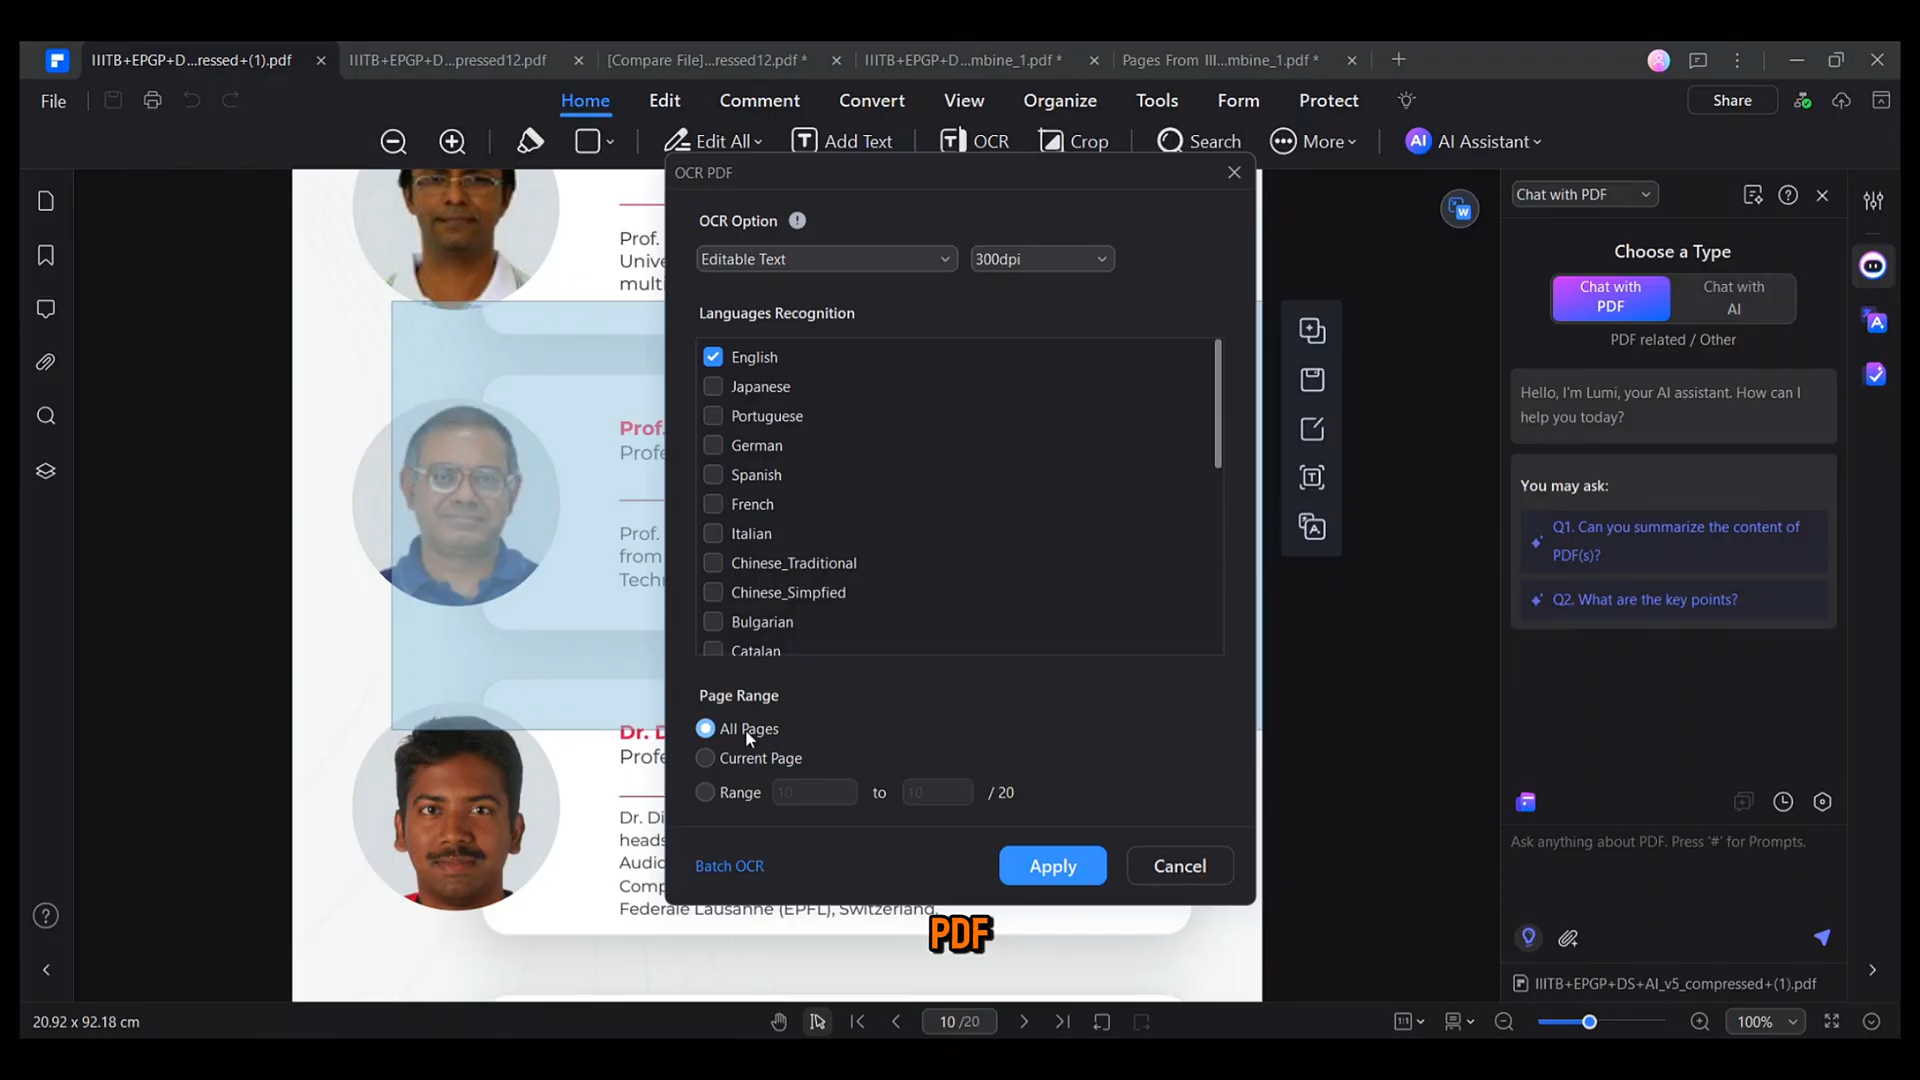 IIITB+EPGP+D...ressed+(1).pdf
IIITB+EPGP+D...pressed12.pdf
[Compare File]...ressed12.pdf *
IIITB+EPGP+D...mbine_1.pdf *
Pages From III...mbine_1.pdf *
File
Home
Edit
Comment
Convert
View
Organize
Tools
Form
Protect
Share
Edit All
Add Text
OCR
Crop
Search
More
AI Assistant
OCR PDF
OCR Option
Editable Text
300dpi
Languages Recognition
English
Japanese
Portuguese
German
Spanish
French
Italian
Chinese_Traditional
Chinese_Simpfied
Bulgarian
Catalan
Page Range
All Pages
Current Page
Range 10 to 10 / 20
Batch OCR
Apply
Cancel
Prof.
Unive
multi
Prof.
Profe
Prof.
from
Techn
Dr. D
Profe
Dr. Di
heads
Audio
Comp
Federale Lausanne (EPFL), Switzerland.
PDF
Chat with PDF
Choose a Type
Chat with
PDF
Chat with
AI
PDF related / Other
Hello, I'm Lumi, your AI assistant. How can I
help you today?
You may ask:
Q1. Can you summarize the content of
PDF(s)?
Q2. What are the key points?
Ask anything about PDF. Press '#' for Prompts.
IIITB+EPGP+DS+AI_v5_compressed+(1).pdf
20.92 x 92.18 cm
10 /20
100%